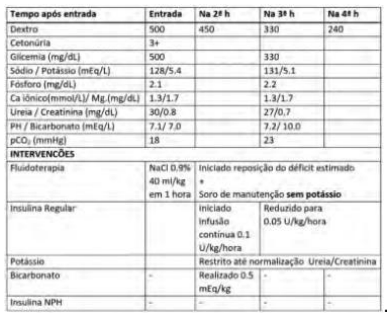 Tempo após entrada Entrada Na 2ª h Na 3ª h Na 4ª h
Dextro 500 450 330 240
Cetonúria 3+
Glicemia (mg/dL) 500 330
Sódio / Potássio (mEq/L) 128/5.4 131/5.1
Fósforo (mg/dL) 2.1 2.2
Ca iônico(mmol/L)/ Mg.(mg/dL) 1.3/1.7 1.3/1.7
Ureia / Creatinina (mg/dL) 30/0.8 27/0.7
PH / Bicarbonato (mEq/L) 7.1/ 7.0 7.2/ 10.0
pCO₂ (mmHg) 18 23
INTERVENCÕES
Fluidoterapia NaCl 0.9% Iniciado reposição do déficit estimado
40 ml/kg +
em 1 hora Soro de manutenção sem potássio
Insulina Regular Iniciado Reduzido para
Infusão 0.05 U/kg/hora
contínua 0.1
U/kg/hora
Potássio Restrito até normalização Ureia/Creatinina
Bicarbonato - Realizado 0.5 - -
mEq/kg
Insulina NPH - - - -